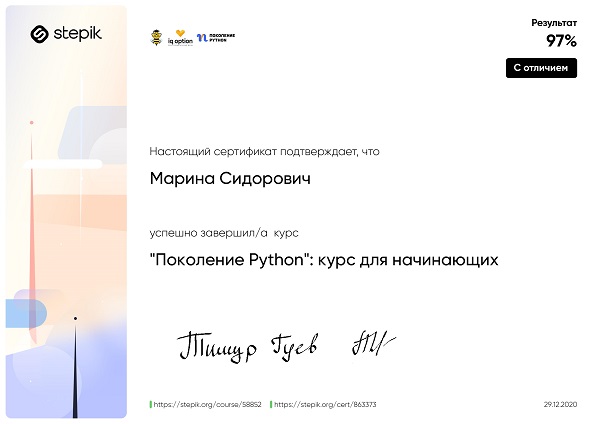 stepik
iq option
ПОКОЛЕНИЕ
PYTHON
Результат
97%
С отличием
Настоящий сертификат подтверждает, что
Марина Сидорович
успешно завершил/а курс
"Поколение Python": курс для начинающих
Тимур Гуев
https://stepik.org/course/58852
https://stepik.org/cert/863373
29.12.2020